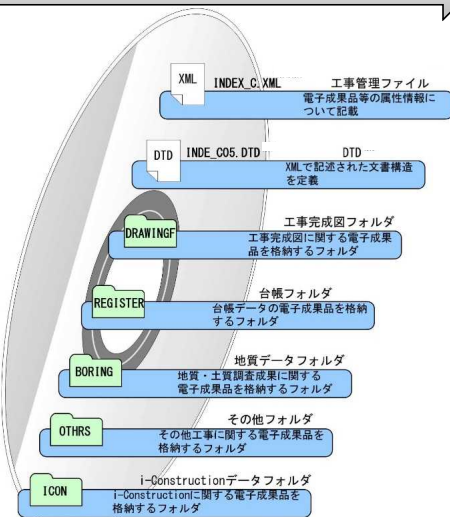 XML
INDEX_C.XML
工事管理ファイル
電子成果品等の属性情報に
ついて記載
DTD
INDE_C05.DTD
DTD
XMLで記述された文書構造
を定義
DRAWINGF
工事完成図フォルダ
工事完成図に関する電子成果
品を格納するフォルダ
REGISTER
台帳フォルダ
台帳データの電子成果品を格納
するフォルダ
BORING
地質データフォルダ
地質・土質調査成果に関する
電子成果品を格納するフォルダ
OTHRS
その他フォルダ
その他工事に関する電子成果品を
格納するフォルダ
ICON
i-Constructionデータフォルダ
i-Constructionに関する電子成果品を
格納するフォルダ